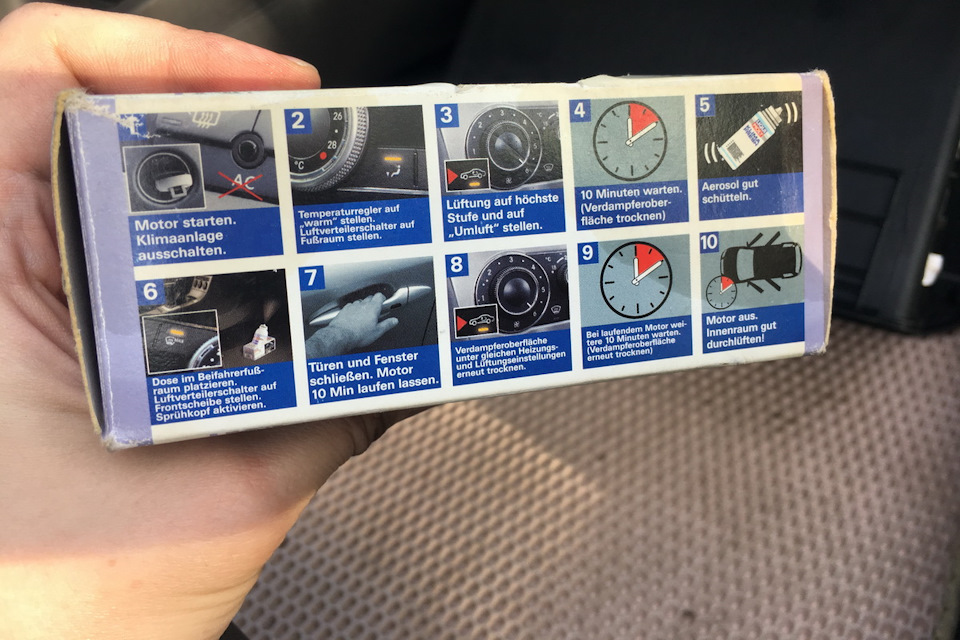 Motor starten.
Klimaanlage
ausschalten.
AC
2
26
28
°C
Temperaturregler auf
„warm“ stellen.
Luftverteilerschalter auf
Fußraum stellen.
3
Lüftung auf höchste
Stufe und auf
„Umluft“ stellen.
4
10 Minuten warten.
(Verdampferober-
fläche trocknen)
5
Aerosol gut
schütteln.
6
MAX
Dose im Beifahrerfuß-
raum platzieren.
Luftverteilerschalter auf
Frontscheibe stellen.
Sprühkopf aktivieren.
7
Türen und Fenster
schließen. Motor
10 Min laufen lassen.
8
Verdampferoberfläche
unter gleichen Heizungs-
und Lüftungseinstellungen
erneut trocknen.
9
Bei laufendem Motor wei-
tere 10 Minuten warten.
(Verdampferoberfläche
erneut trocknen)
10
Motor aus.
Innenraum gut
durchlüften!